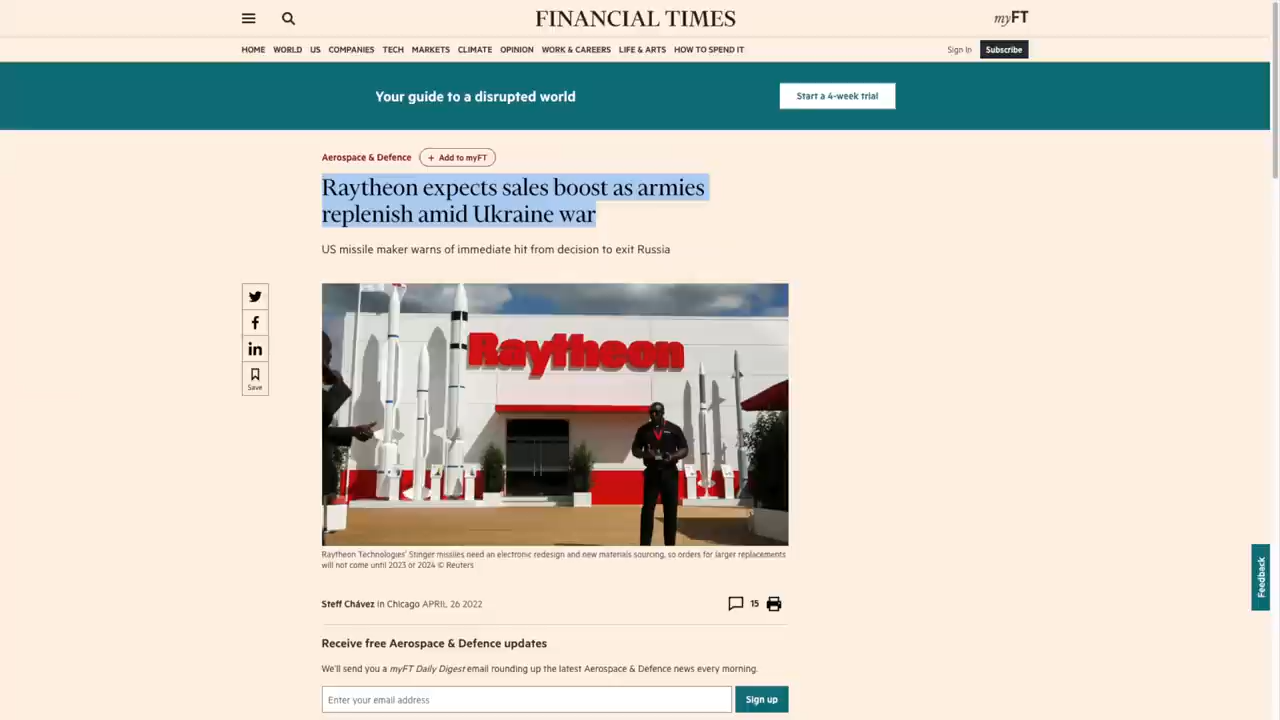 FINANCIAL TIMES
myFT
HOME WORLD US COMPANIES TECH MARKETS CLIMATE OPINION WORK & CAREERS LIFE & ARTS HOW TO SPEND IT
Sign In Subscribe
Your guide to a disrupted world
Start a 4-week trial
Aerospace & Defence + Add to myFT
Raytheon expects sales boost as armies
replenish amid Ukraine war
US missile maker warns of immediate hit from decision to exit Russia
Raytheon
Save
Raytheon Technologies' Stinger missiles need an electronic redesign and new materials sourcing, so orders for larger replacements
will not come until 2023 or 2024 © Reuters
Steff Chávez in Chicago APRIL 26 2022
15
Receive free Aerospace & Defence updates
We'll send you a myFT Daily Digest email rounding up the latest Aerospace & Defence news every morning.
Enter your email address
Sign up
Feedback